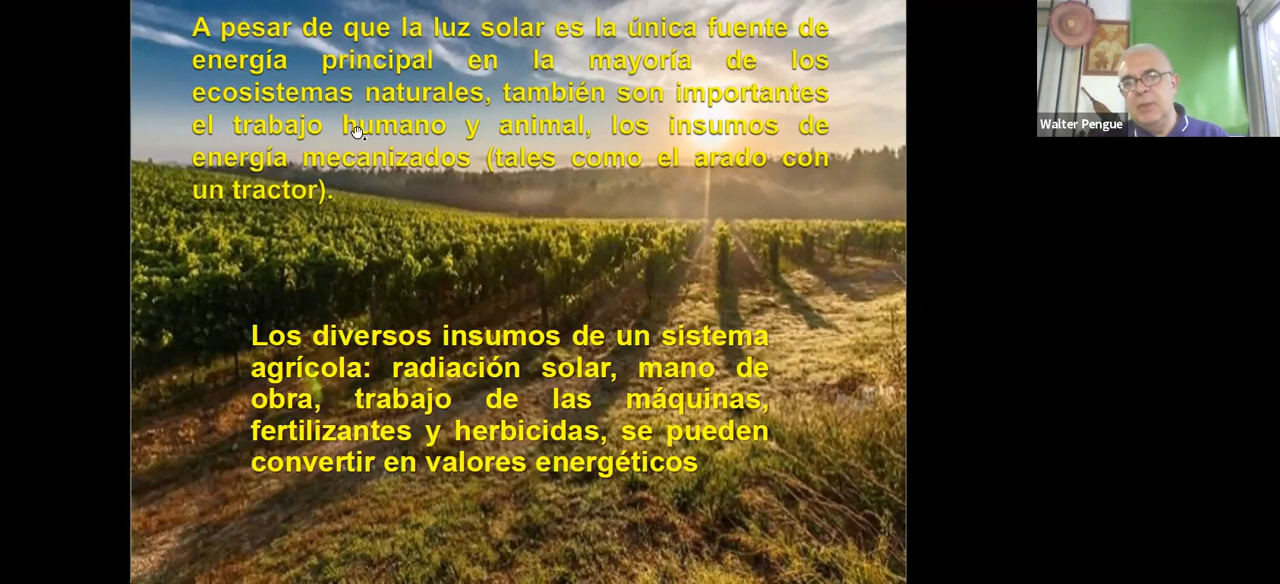 A pesar de que la luz solar es la única fuente de
energía principal en la mayoría de los
ecosistemas naturales, también son importantes
el trabajo humano y animal, los insumos de
energía mecanizados (tales como el arado con
un tractor).
Los diversos insumos de un sistema
agrícola: radiación solar, mano de
obra, trabajo de las máquinas,
fertilizantes y herbicidas, se pueden
convertir en valores energéticos
Walter Pengue